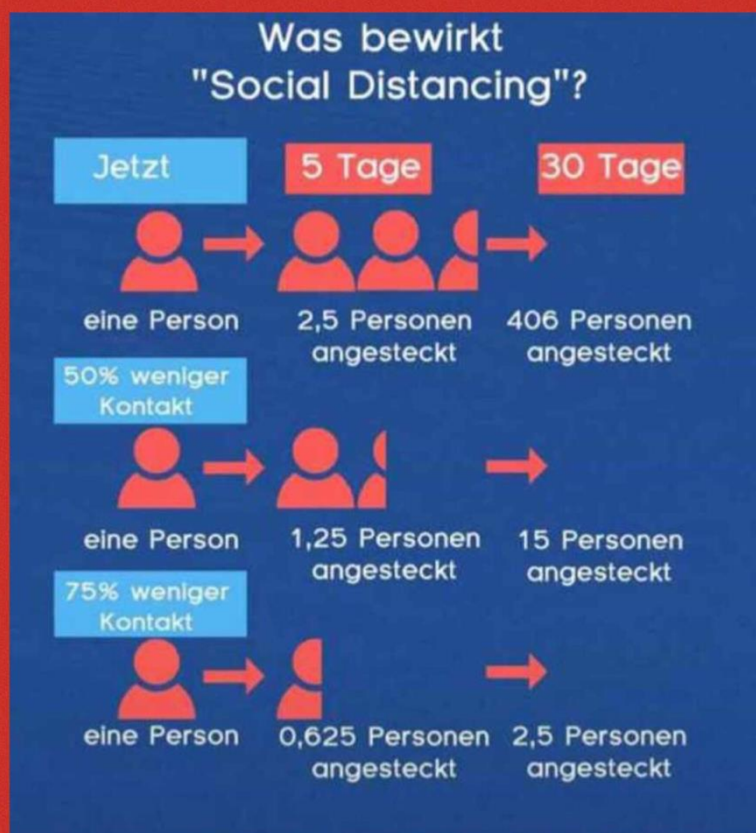 Was bewirkt
"Social Distancing"?
Jetzt
5 Tage
30 Tage
eine Person
2,5 Personen
angesteckt
406 Personen
angesteckt
50% weniger
Kontakt
eine Person
1,25 Personen
angesteckt
15 Personen
angesteckt
75% weniger
Kontakt
eine Person
0,625 Personen
angesteckt
2,5 Personen
angesteckt